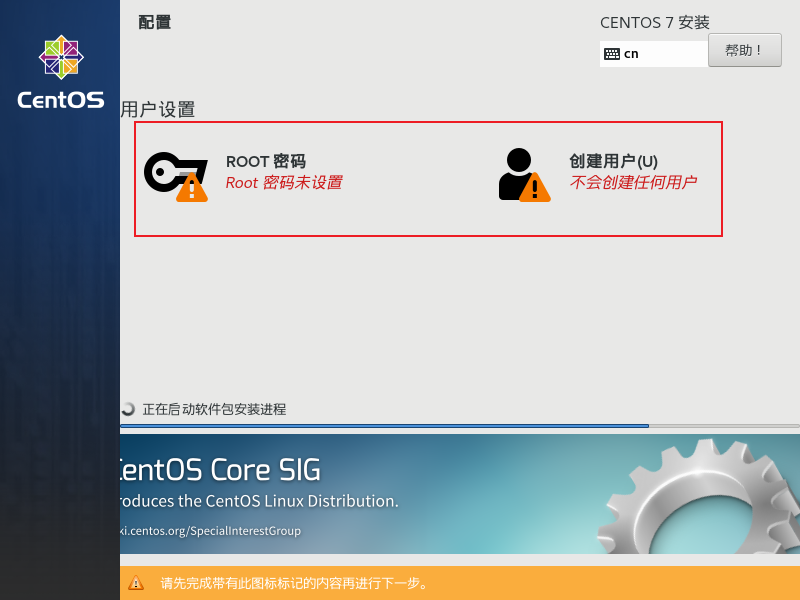 配置
CENTOS 7 安装
cn
帮助！
CentOS
用户设置
ROOT 密码
Root 密码未设置
创建用户(U)
不会创建任何用户
正在启动软件包安装进程
CentOS Core SIG
roduces the CentOS Linux Distribution.
ki.centos.org/SpecialInterestGroup
请先完成带有此图标标记的内容再进行下一步。